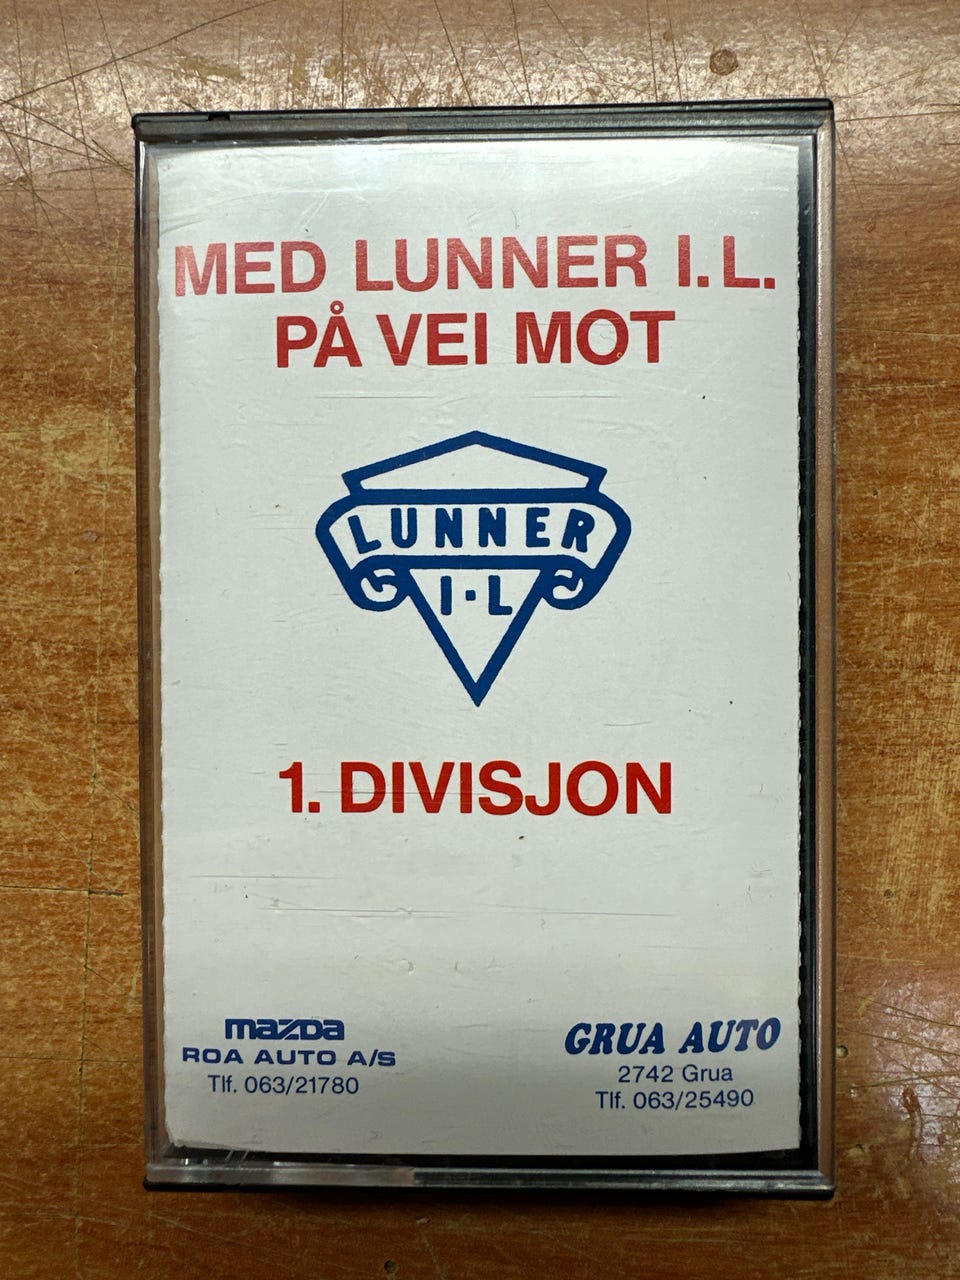 MED LUNNER I.L.
PÅ VEI MOT
LUNNER
I·L
1. DIVISJON
mazda
ROA AUTO A/S
Tlf. 063/21780
GRUA AUTO
2742 Grua
Tlf. 063/25490